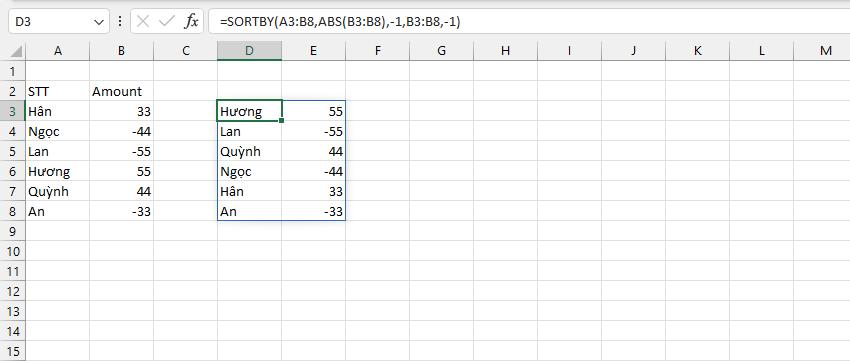 D3 fx =SORTBY(A3:B8,ABS(B3:B8),-1,B3:B8,-1)
A B C D E F G H I J K L M
1
2 STT Amount
3 Hân 33 Hương 55
4 Ngọc -44 Lan -55
5 Lan -55 Quỳnh 44
6 Hương 55 Ngọc -44
7 Quỳnh 44 Hân 33
8 An -33 An -33
9
10
11
12
13
14
15